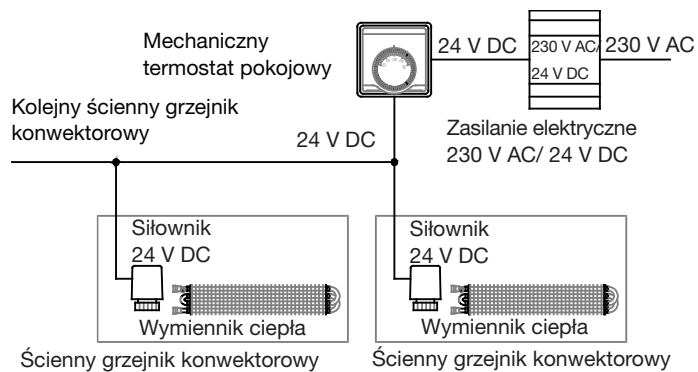 Mechaniczny
termostat pokojowy
24 V DC
230 V AC/
24 V DC
230 V AC
Zasilanie elektryczne
230 V AC/ 24 V DC
Kolejny ścienny grzejnik
konwektorowy
24 V DC
Siłownik
24 V DC
Wymiennik ciepła
Ścienny grzejnik konwektorowy
Siłownik
24 V DC
Wymiennik ciepła
Ścienny grzejnik konwektorowy